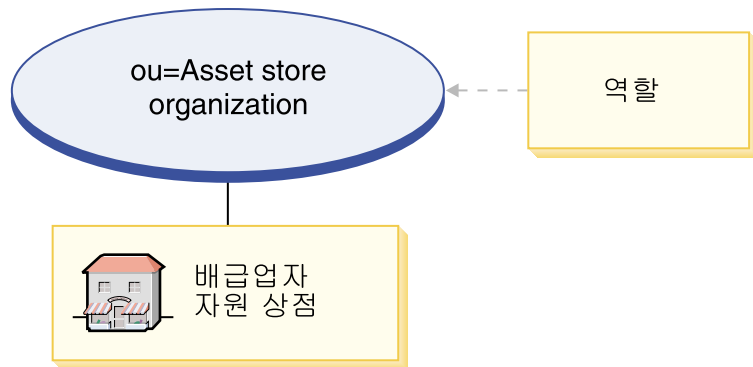 ou=Asset store
organization
역할
배급업자
자원 상점